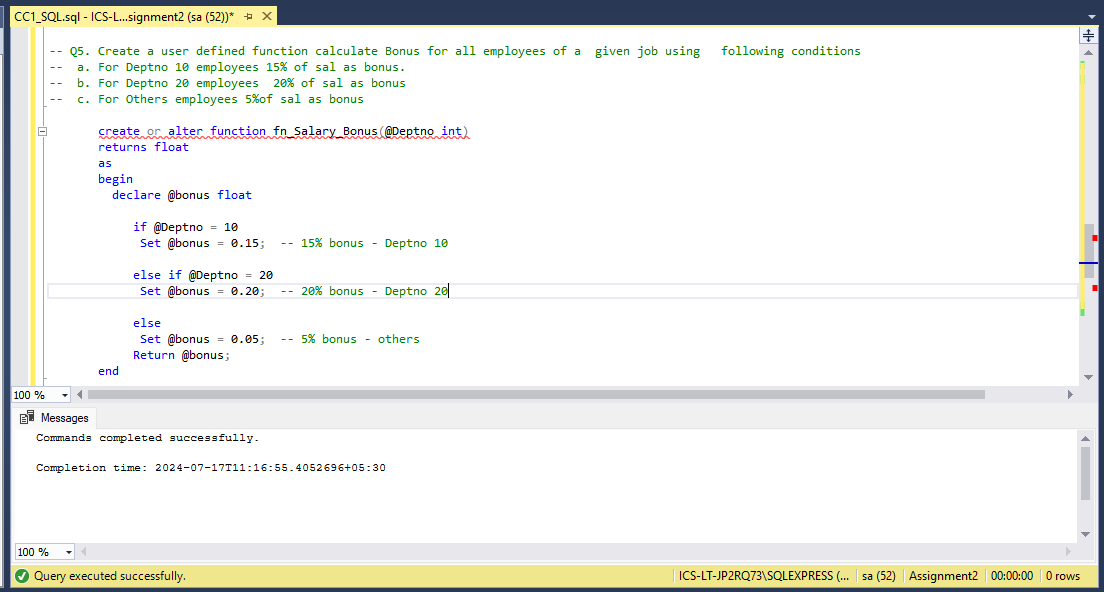 CC1_SQL.sql - ICS-L...signment2 (sa (52))*
-- Q5. Create a user defined function calculate Bonus for all employees of a  given job using   following conditions
--  a. For Deptno 10 employees 15% of sal as bonus.
--  b. For Deptno 20 employees  20% of sal as bonus
--  c. For Others employees 5%of sal as bonus
create or alter function fn_Salary_Bonus(@Deptno int)
returns float
as
begin
declare @bonus float
if @Deptno = 10
Set @bonus = 0.15;  -- 15% bonus - Deptno 10
else if @Deptno = 20
Set @bonus = 0.20;  -- 20% bonus - Deptno 20
else
Set @bonus = 0.05;  -- 5% bonus - others
Return @bonus;
end
100 %
Messages
Commands completed successfully.
Completion time: 2024-07-17T11:16:55.4052696+05:30
100 %
Query executed successfully.
ICS-LT-JP2RQ73\SQLEXPRESS (... sa (52) Assignment2 00:00:00 0 rows